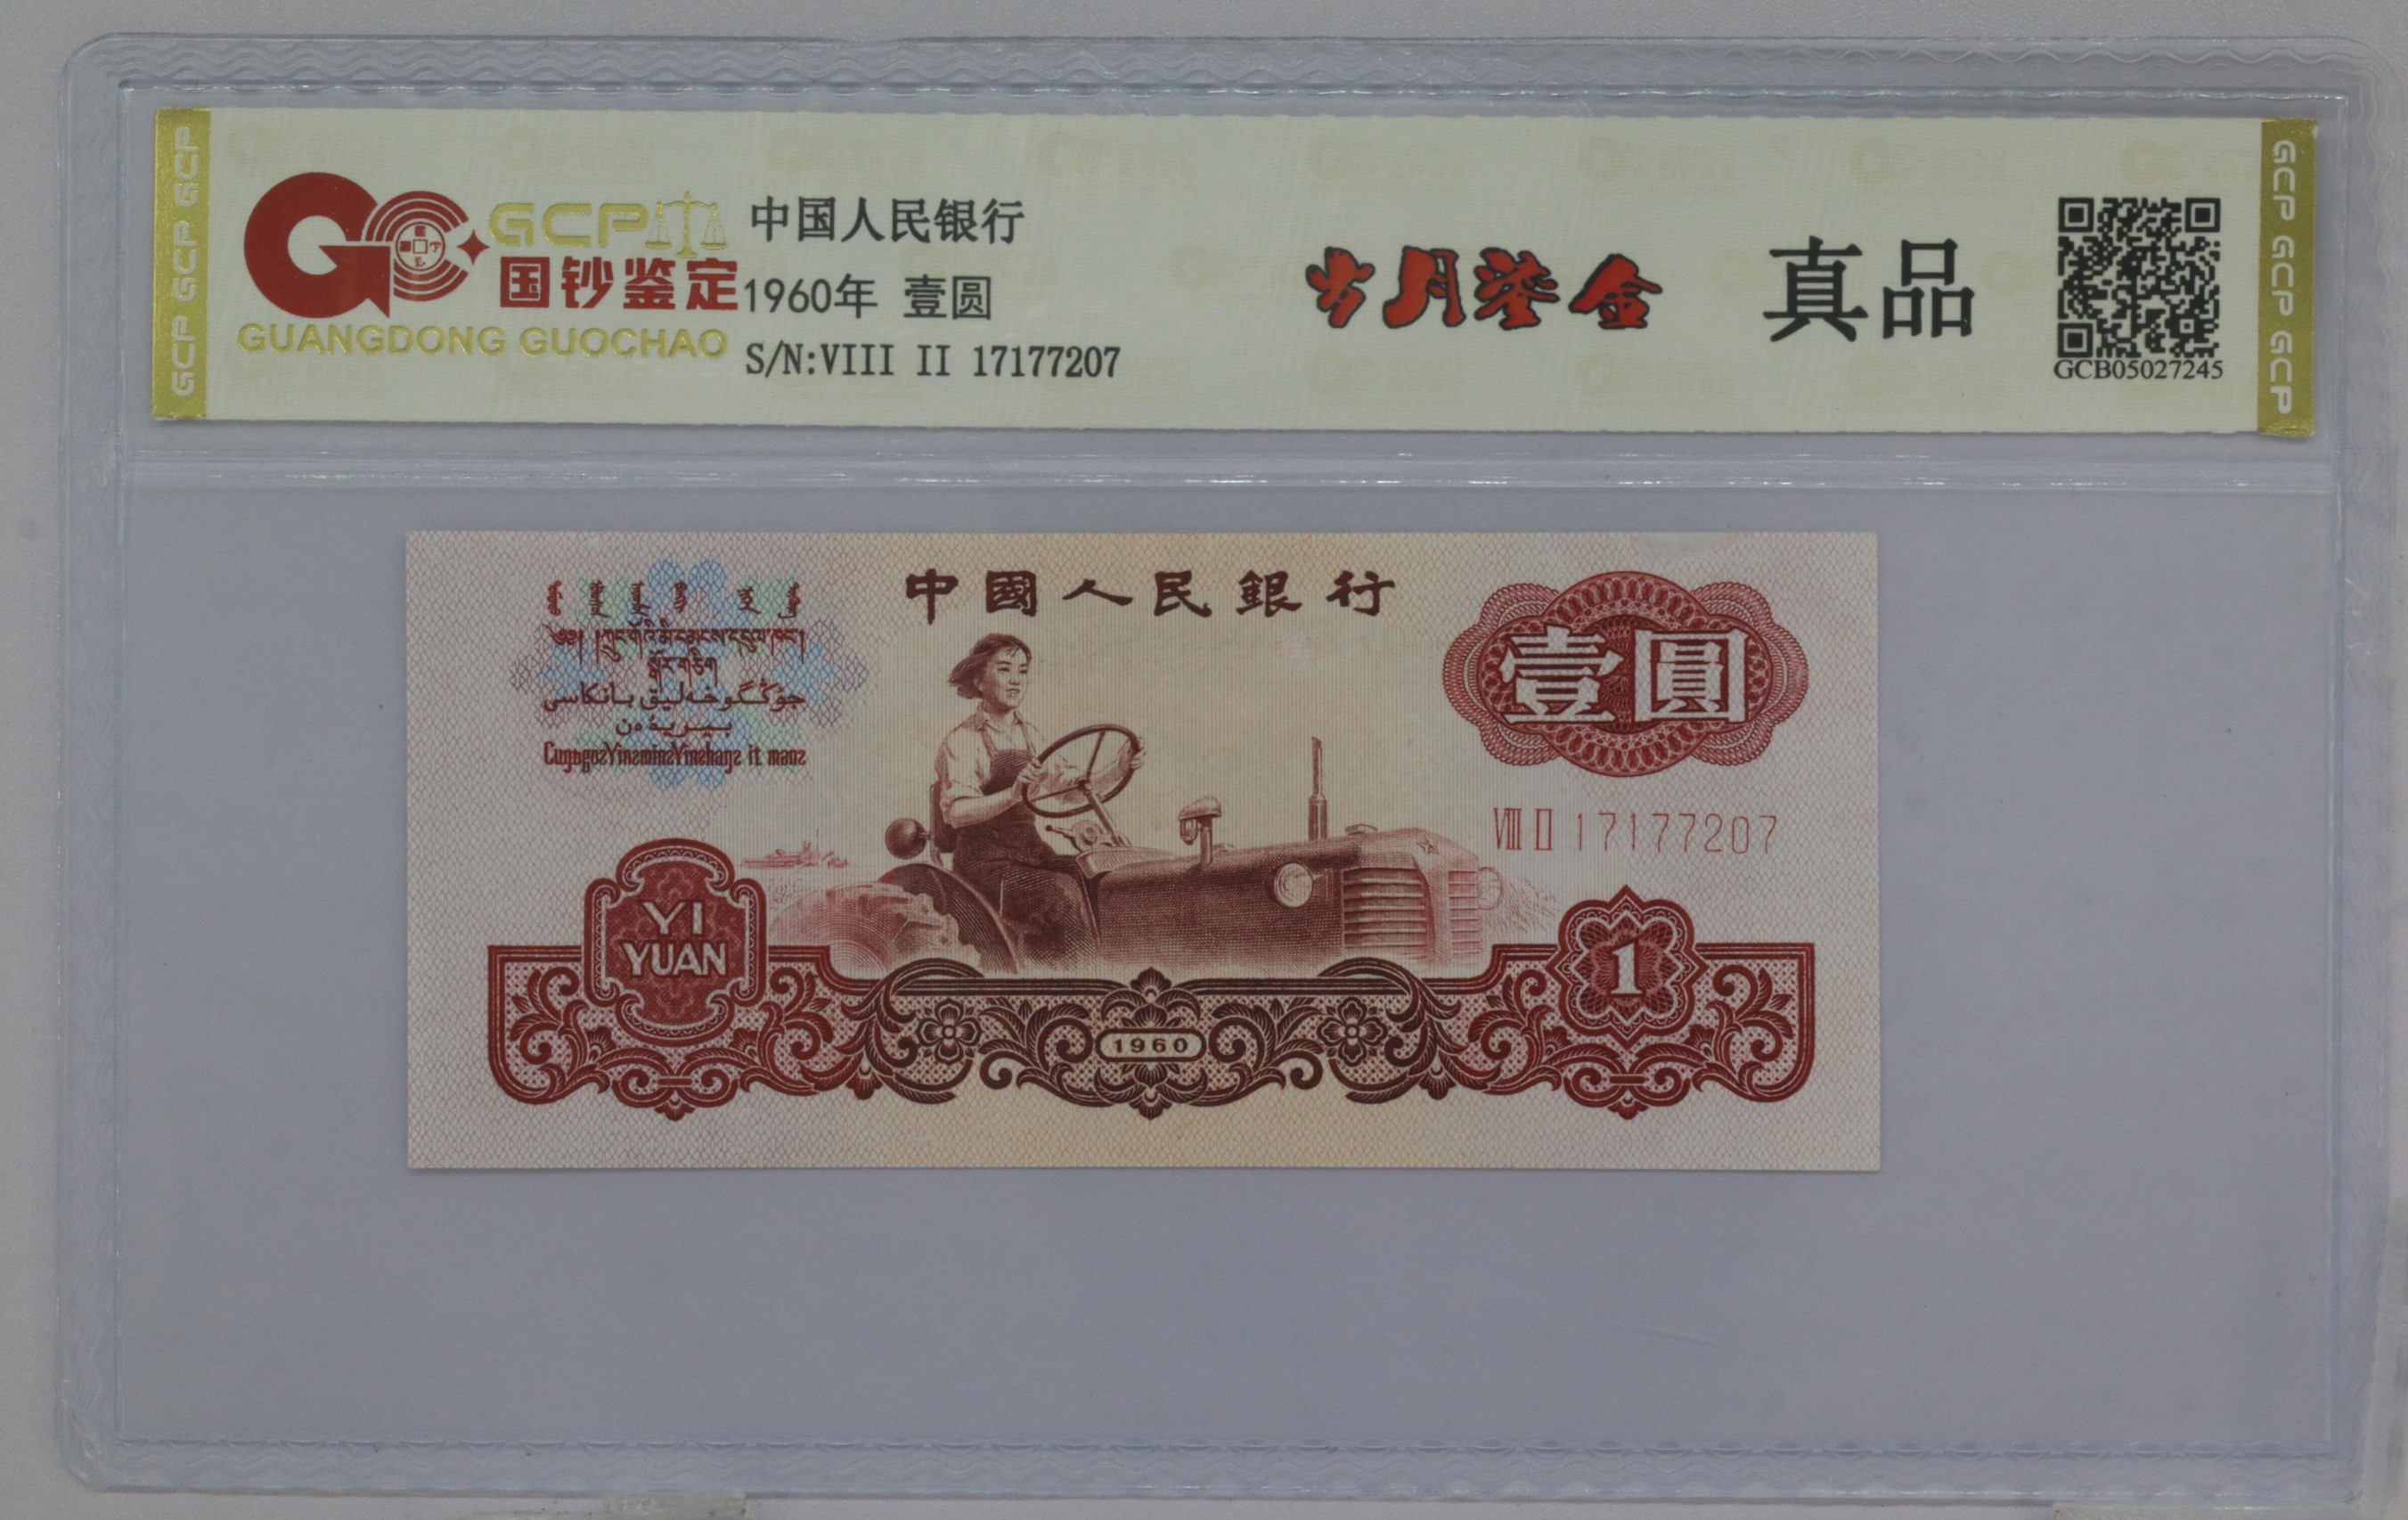 GCP GCP GCP
GCP
国钞鉴定
GUANGDONG GUOCHAO
中国人民银行
1960年 壹圆
S/N:VIII II 17177207
岁月鎏金
真品
GCB05027245
GCP GCP GCP
中國人民銀行
壹圓
VIII II 17177207
YI
YUAN
1960
1